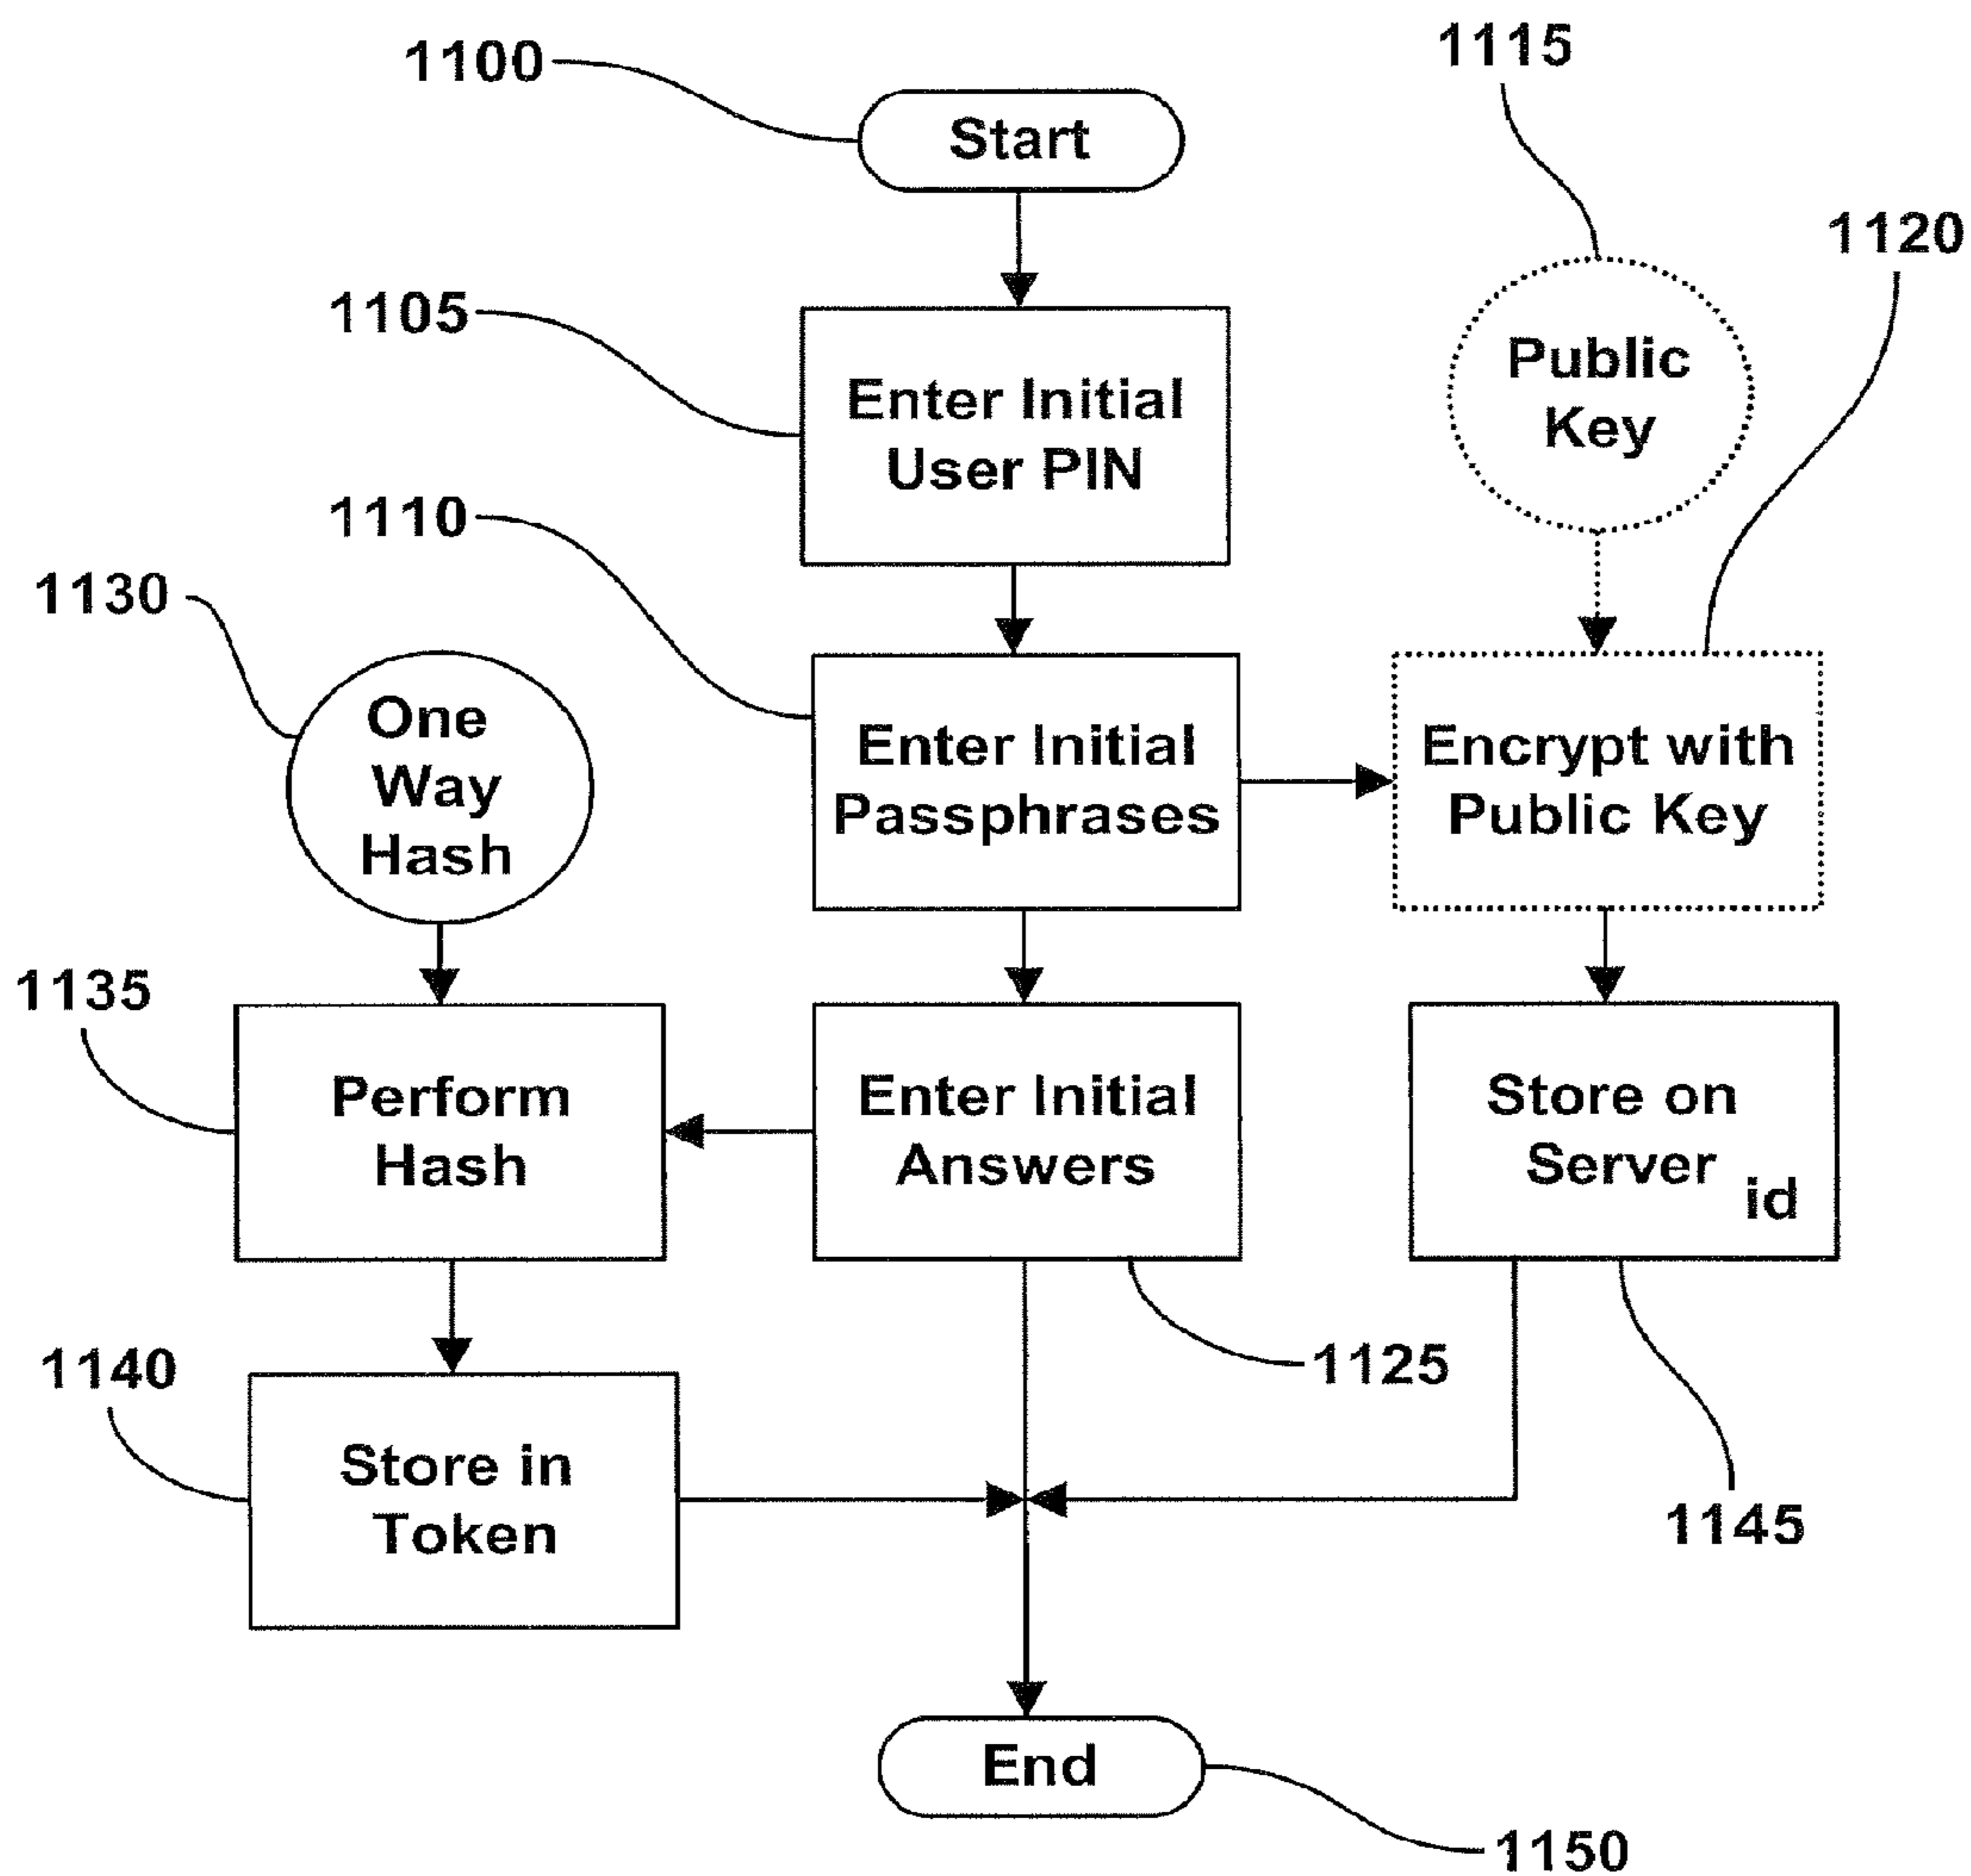 1100
1115
Start
1120
1105
Public
Key
Enter Initial
User PIN
1110
1130
One
Way
Hash
Enter Initial
Passphrases
Encrypt with
Public Key
1135
Perform
Hash
Enter Initial
Answers
Store on
Server
id
1140
1125
Store in
Token
1145
End
1150